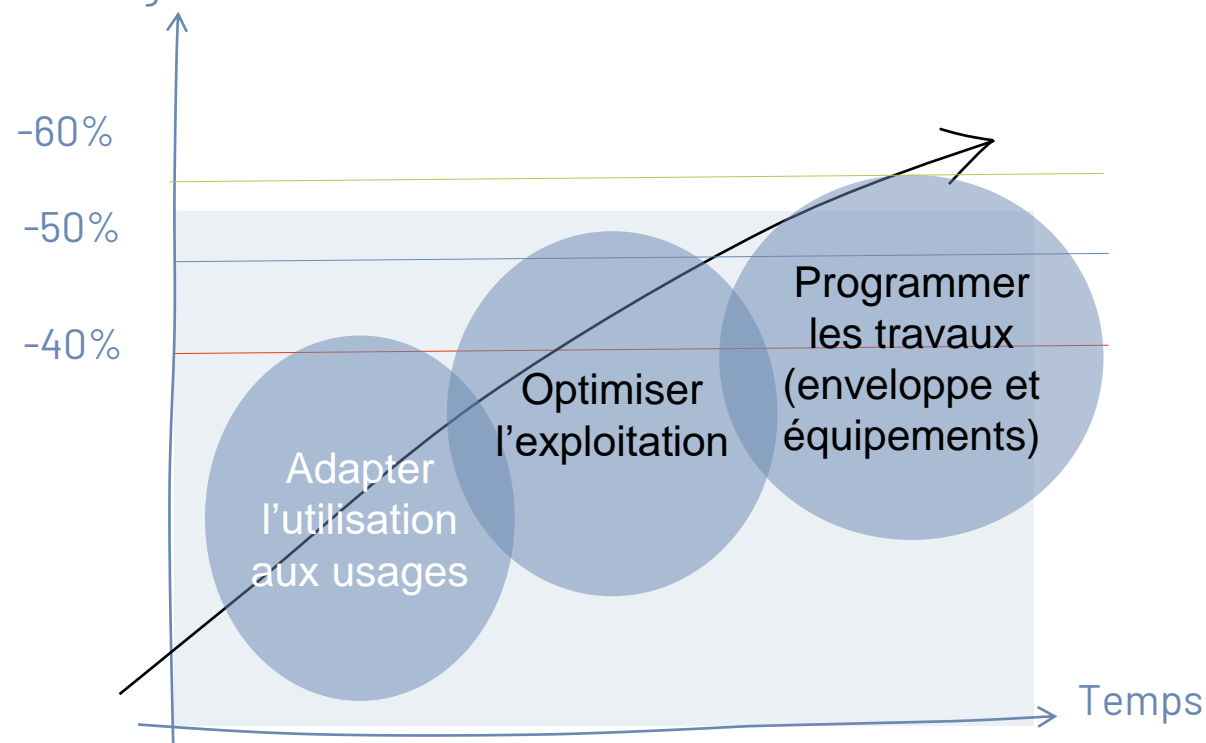 -60%
-50%
-40%
Adapter
l'utilisation
aux usages
Optimiser
l'exploitation
Programmer
les travaux
(enveloppe et
équipements)
Temps